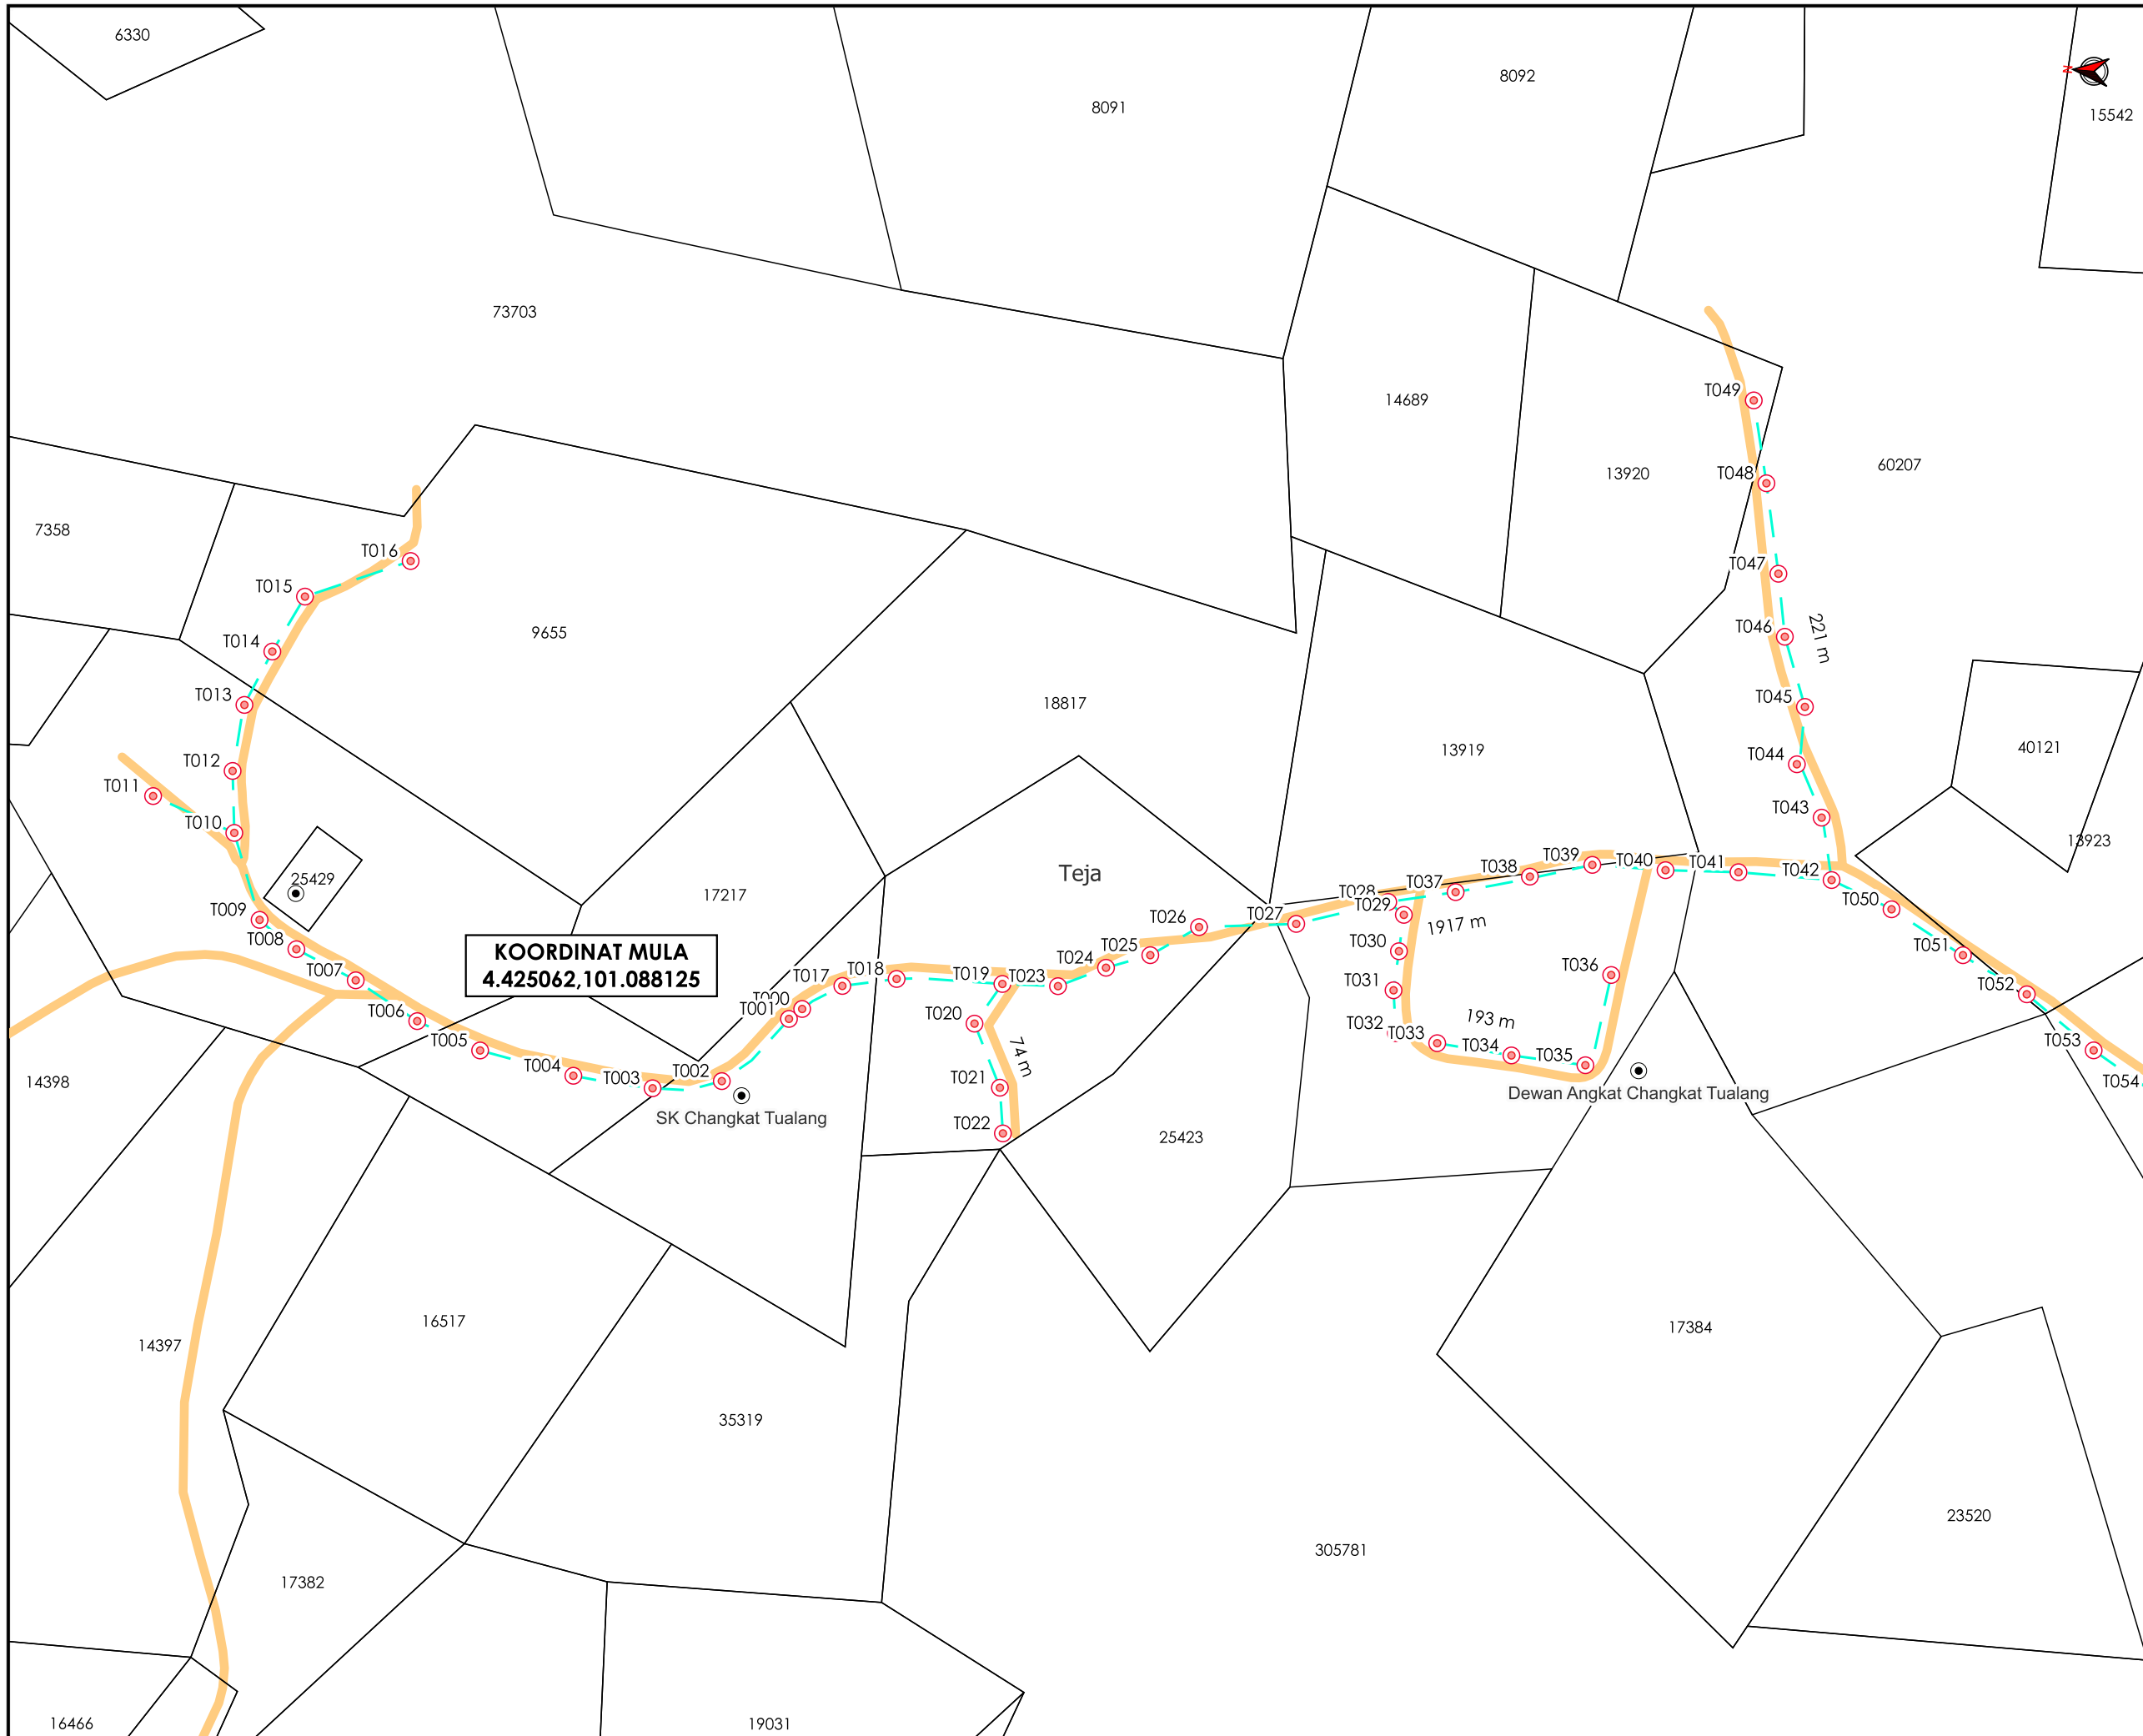 6330
8091
8092
N
15542
73703
14689
T049
13920
60207
T048
7358
T016
T047
T015
9655
T046
221 m
T014
T013
18817
T045
13919
40121
T012
T044
T011
T043
13923
T010
25429
Teja
T038
T039
T040
T041
T042
17217
T037
T028
T029
T050
T009
T026
T027
1917 m
T008
T025
T051
T024
T030
KOORDINAT MULA
4.425062,101.088125
T007
T017
T018
T019
T023
T031
T036
T052
T000
T001
T006
T020
T032
T033
193 m
T005
T034
T035
T053
74 m
T004
T003
T002
T021
T054
14398
SK Changkat Tualang
Dewan Angkat Changkat Tualang
T022
25423
16517
17384
14397
35319
23520
305781
17382
16466
19031